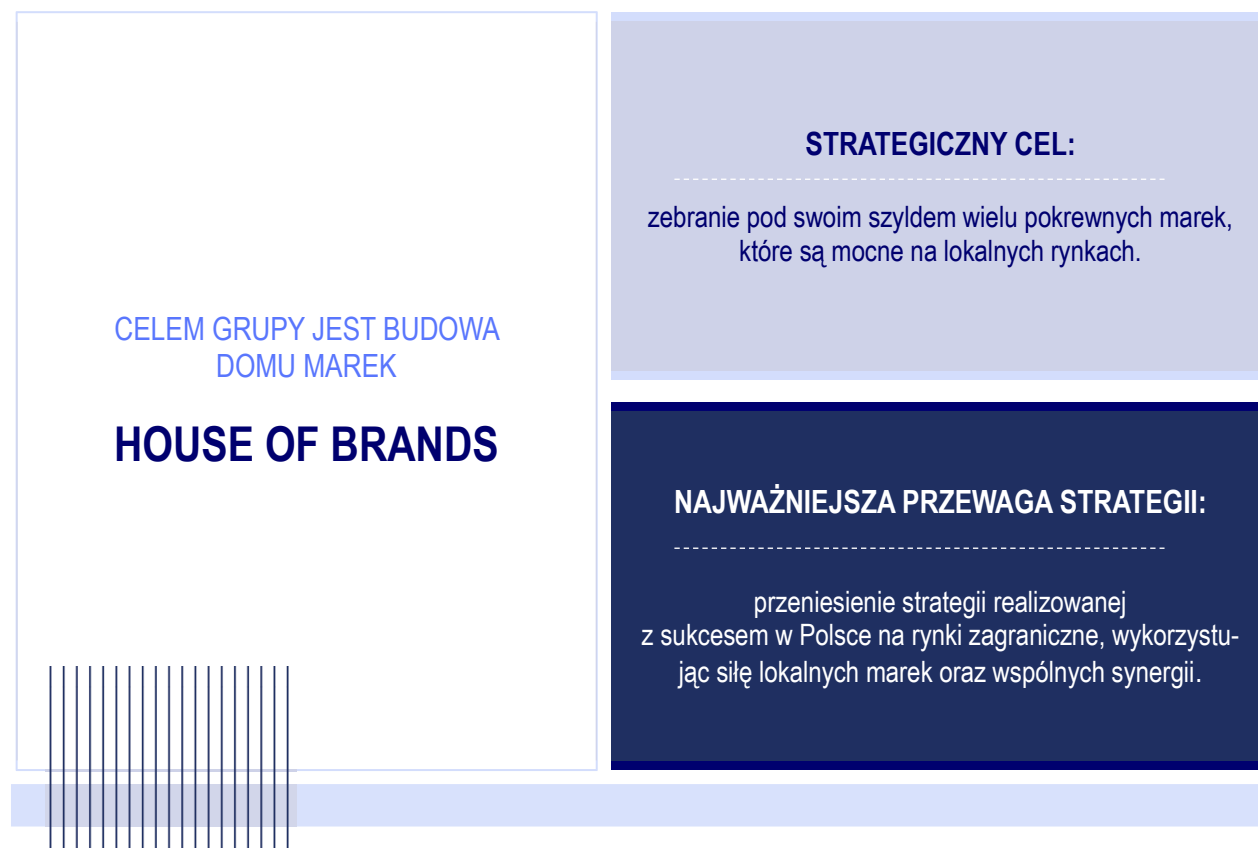 CELEM GRUPY JEST BUDOWA
DOMU MAREK
HOUSE OF BRANDS
STRATEGICZNY CEL:
zebranie pod swoim szyldem wielu pokrewnych marek,
które są mocne na lokalnych rynkach.
NAJWAŻNIEJSZA PRZEWAGA STRATEGII:
przeniesienie strategii realizowanej
z sukcesem w Polsce na rynki zagraniczne, wykorzystu-
jąc siłę lokalnych marek oraz wspólnych synergii.